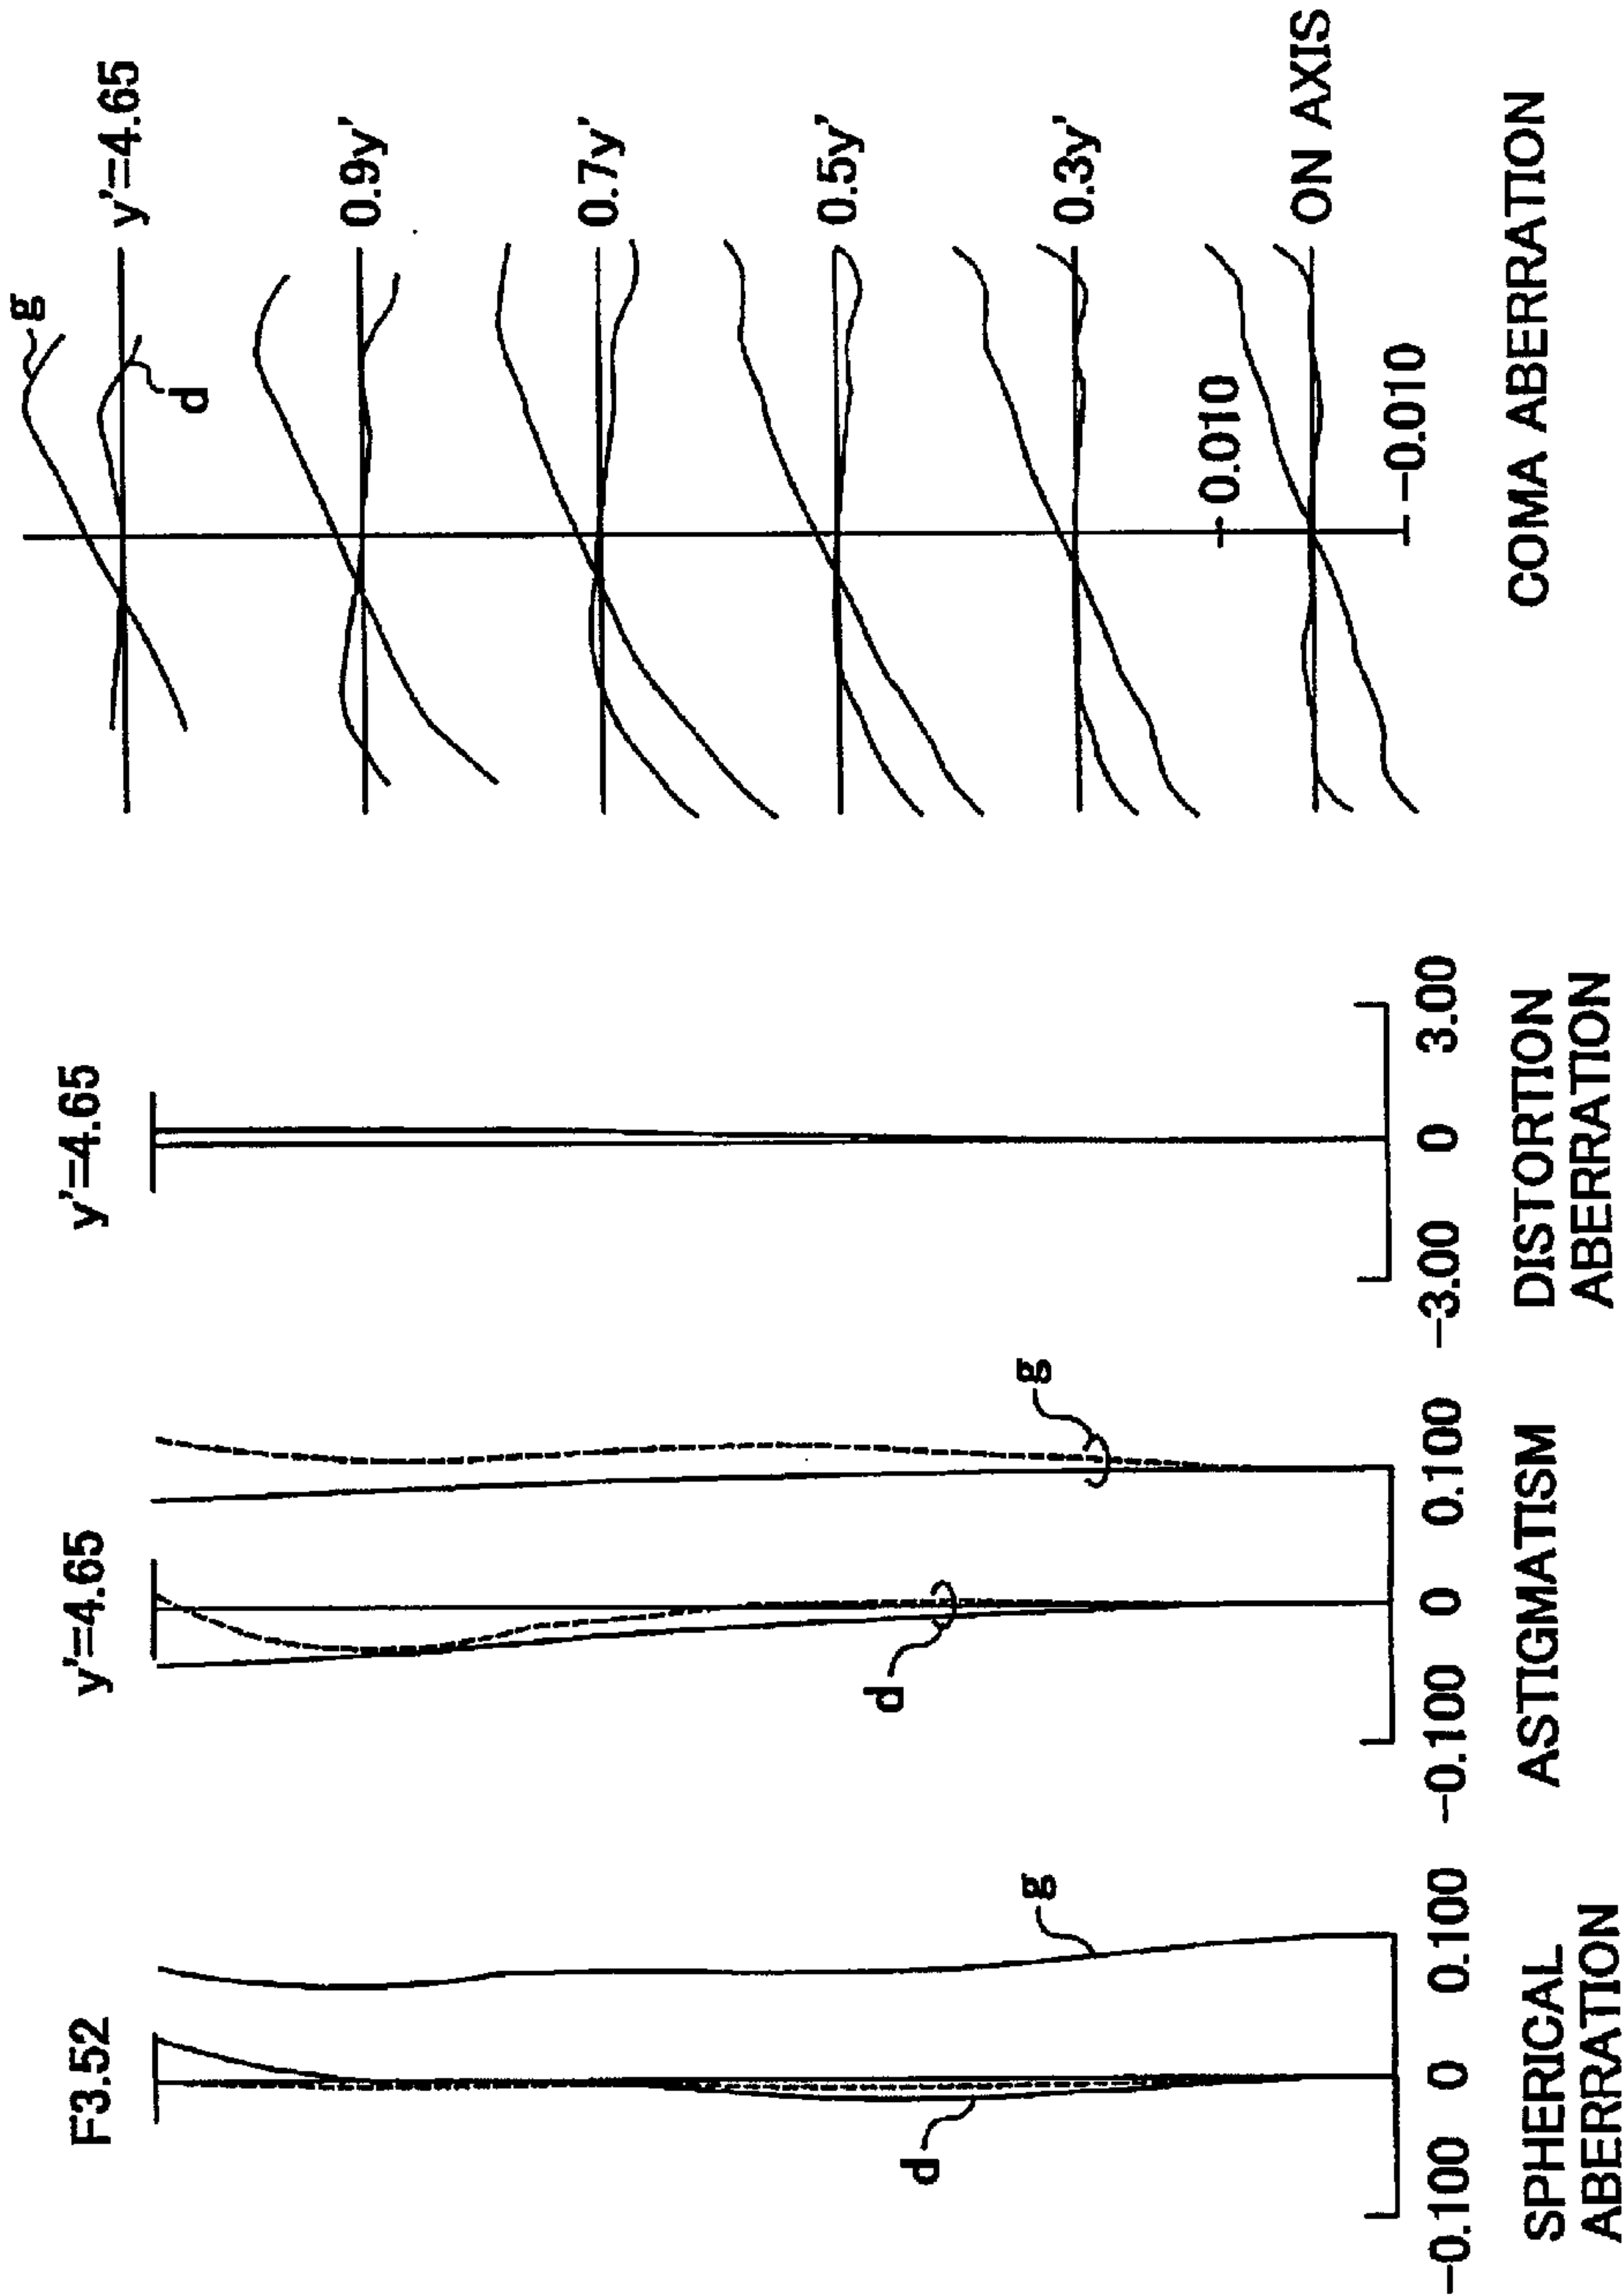 F3.52
g
d
-0.100 0 0.100
SPHERICAL
ABERRATION
y'=4.65
g
d
-0.100 0 0.100
ASTIGMATISM
y'=4.65
-3.00 0 3.00
DISTORTION
ABERRATION
g
y'=4.65
d
0.9y'
0.7y'
0.5y'
0.3y'
0.010
ON AXIS
-0.010
COMA ABERRATION